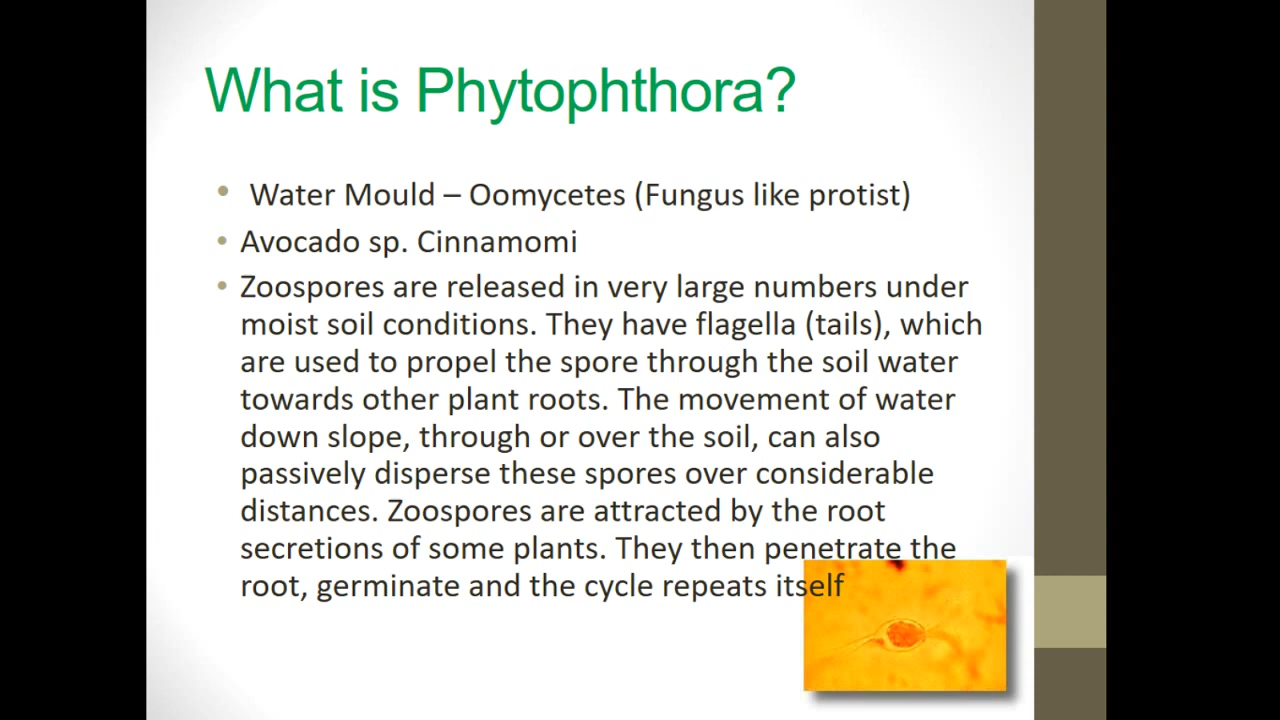 What is Phytophthora?
• Water Mould – Oomycetes (Fungus like protist)
• Avocado sp. Cinnamomi
• Zoospores are released in very large numbers under
moist soil conditions. They have flagella (tails), which
are used to propel the spore through the soil water
towards other plant roots. The movement of water
down slope, through or over the soil, can also
passively disperse these spores over considerable
distances. Zoospores are attracted by the root
secretions of some plants. They then penetrate the
root, germinate and the cycle repeats itself